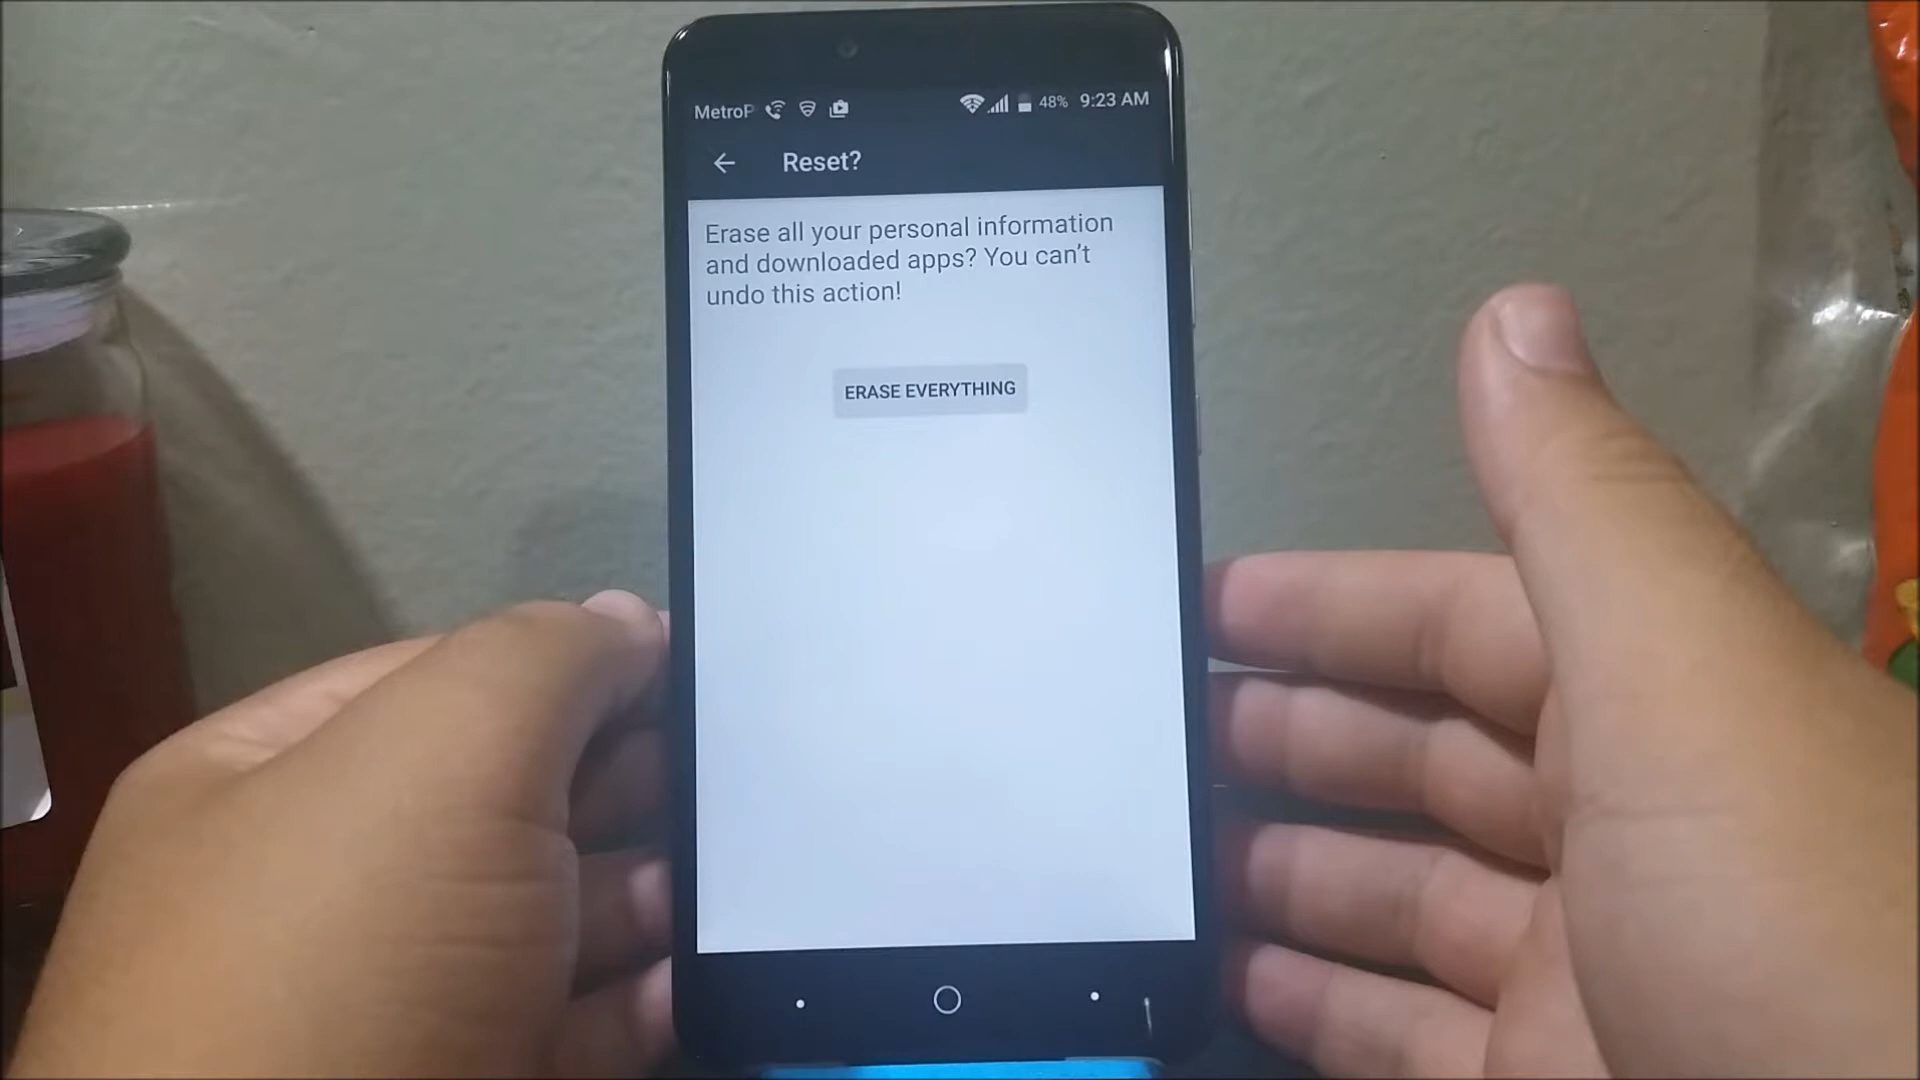 MetroP 48% 9:23 AM
Reset?
Erase all your personal information
and downloaded apps? You can't
undo this action!
ERASE EVERYTHING